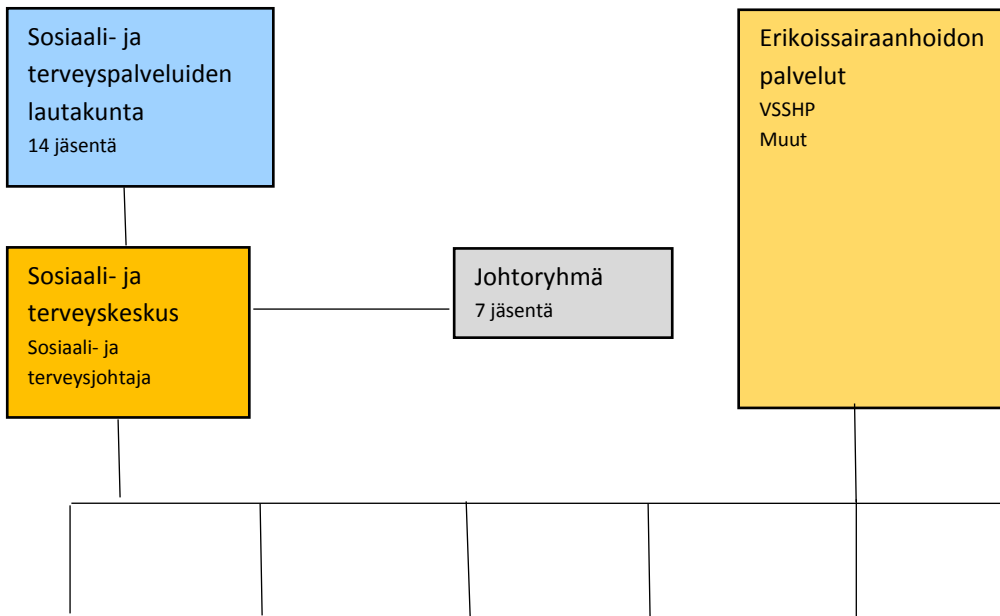 Sosiaali- ja
terveyspalveluiden
lautakunta
14 jäsentä
Erikoissairaanhoidon
palvelut
VSSHP
Muut
Sosiaali- ja
terveyskeskus
Sosiaali- ja
terveysjohtaja
Johtoryhmä
7 jäsentä